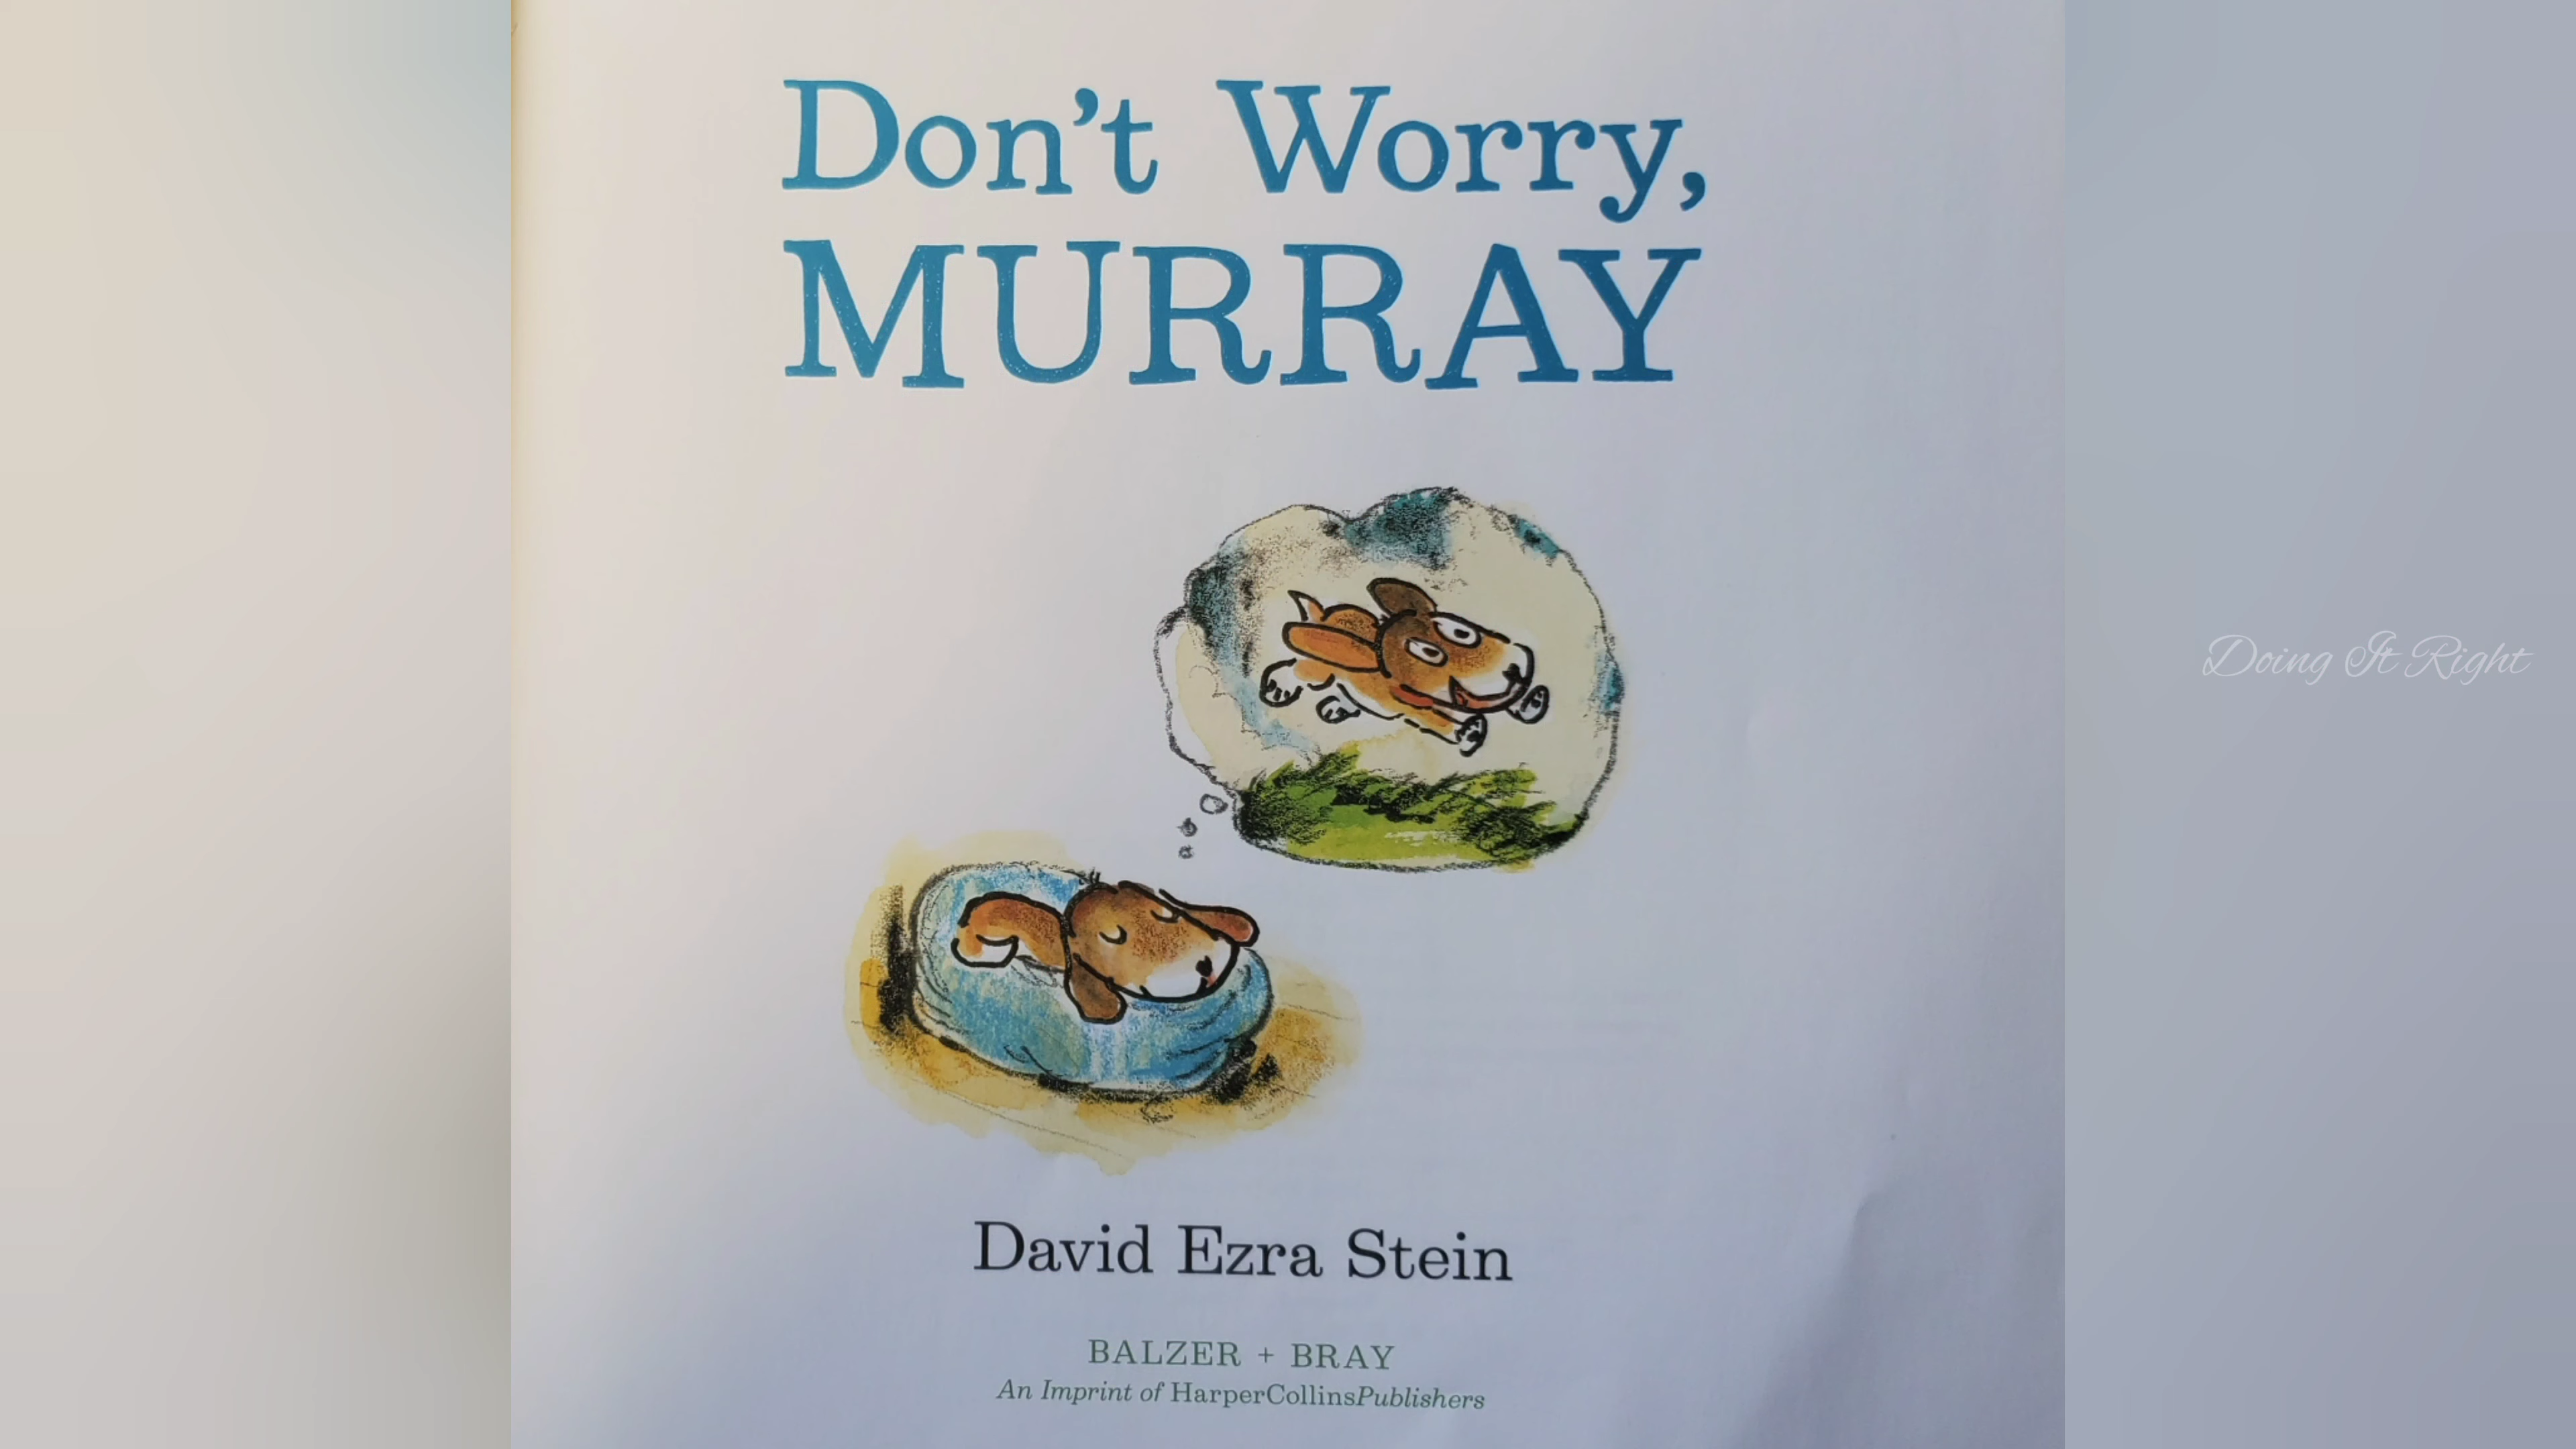 Don't Worry,
MURRAY
David Ezra Stein
BALZER + BRAY
An Imprint of HarperCollinsPublishers
Doing It Right